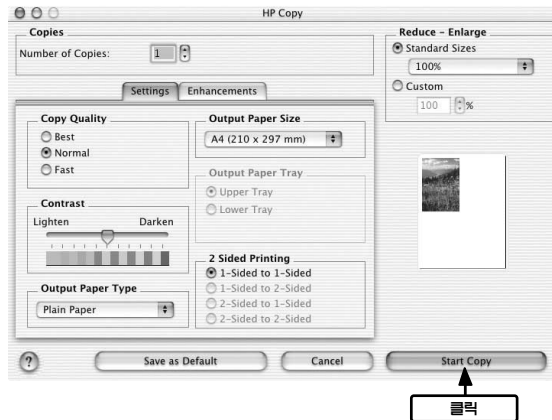 HP Copy
Copies
Number of Copies: 1
Reduce - Enlarge
Standard Sizes
100%
Custom
100 %
Settings
Enhancements
Copy Quality
Best
Normal
Fast
Contrast
Lighten Darken
Output Paper Type
Plain Paper
Output Paper Size
A4 (210 x 297 mm)
Output Paper Tray
Upper Tray
Lower Tray
2 Sided Printing
1-Sided to 1-Sided
1-Sided to 2-Sided
2-Sided to 1-Sided
2-Sided to 2-Sided
?
Save as Default
Cancel
Start Copy
클릭